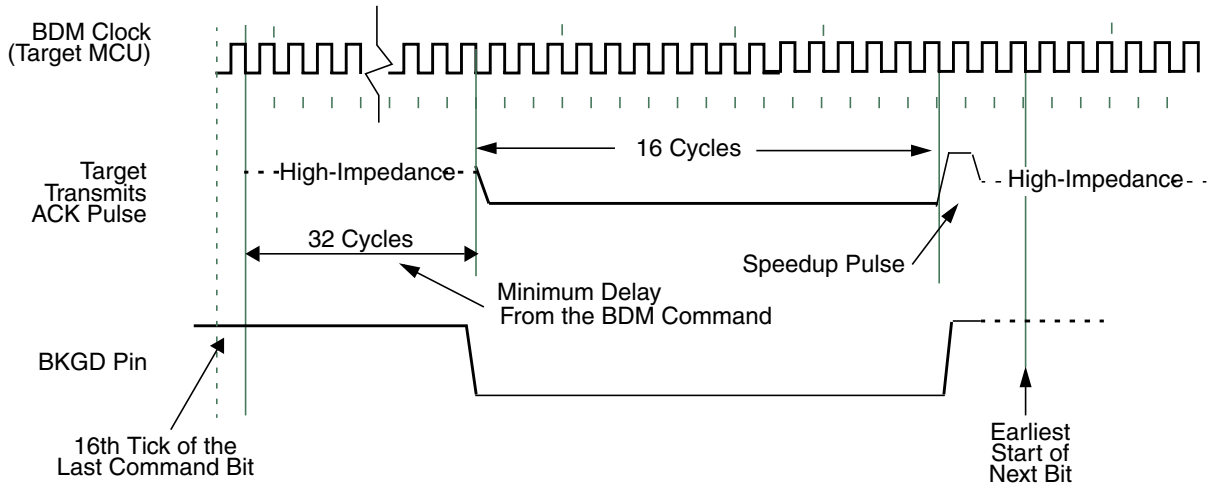 BDM Clock
(Target MCU)
16 Cycles
Target
Transmits
ACK Pulse
High-Impedance
High-Impedance
32 Cycles
Speedup Pulse
Minimum Delay
From the BDM Command
BKGD Pin
16th Tick of the
Last Command Bit
Earliest
Start of
Next Bit